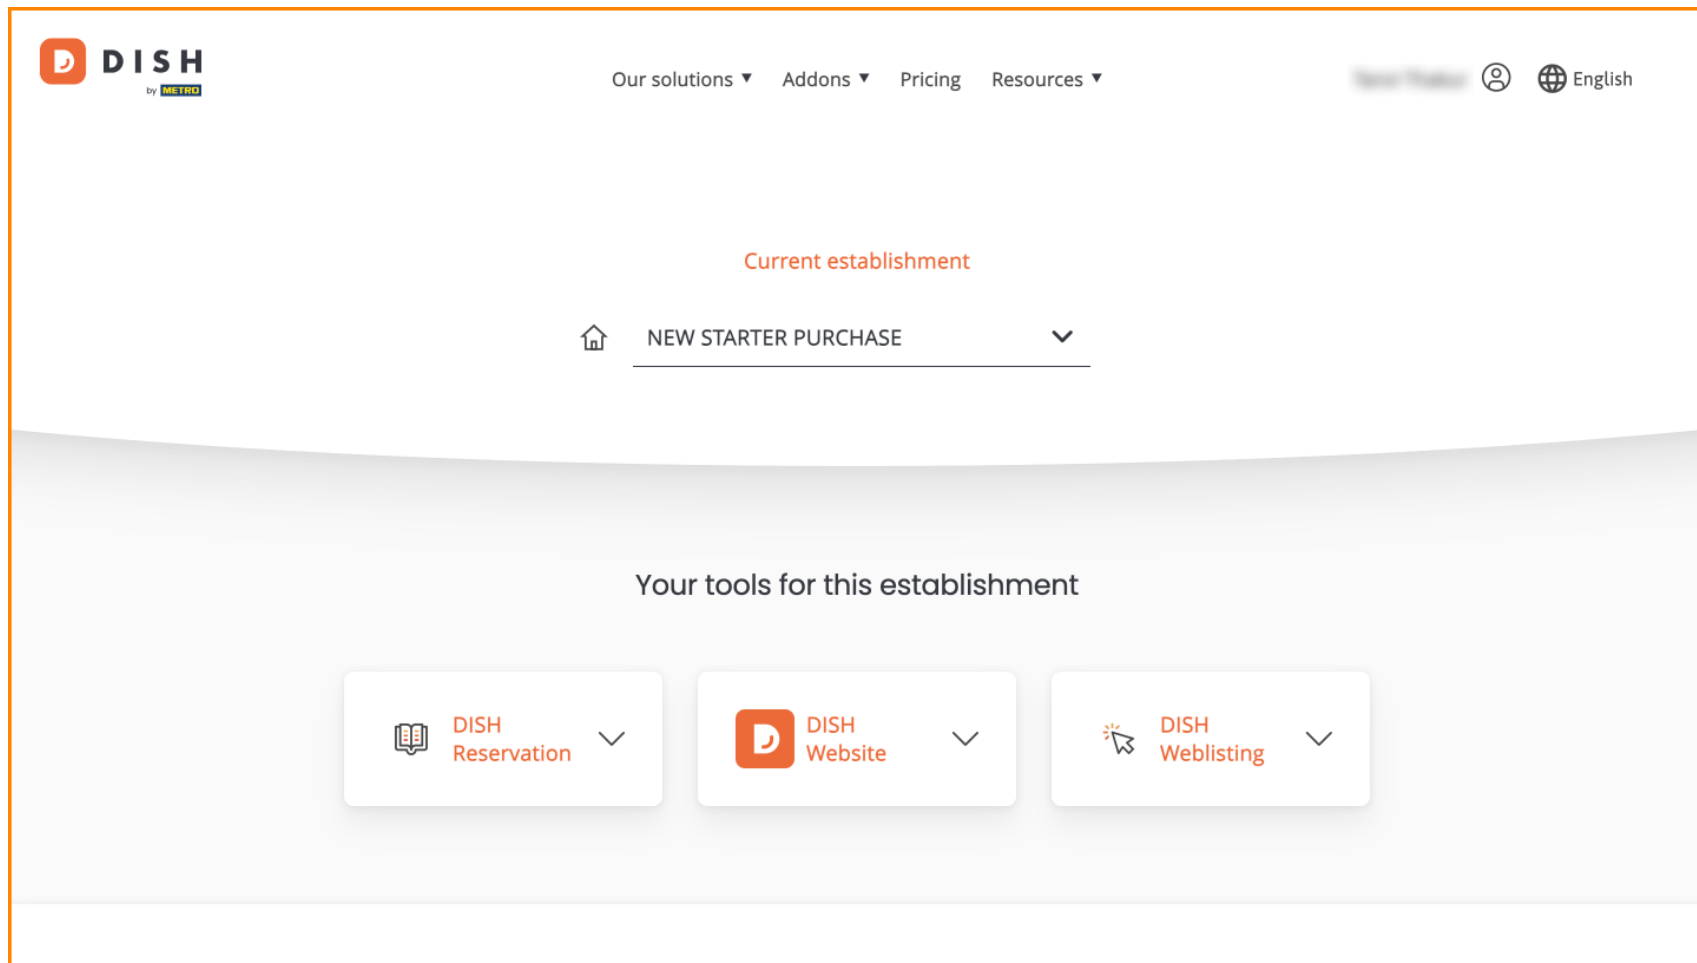 DISH
by METRO
Our solutions ▼ Addons ▼ Pricing Resources ▼ English
Current establishment
NEW STARTER PURCHASE
Your tools for this establishment
DISH
Reservation
DISH
Website
DISH
Weblisting